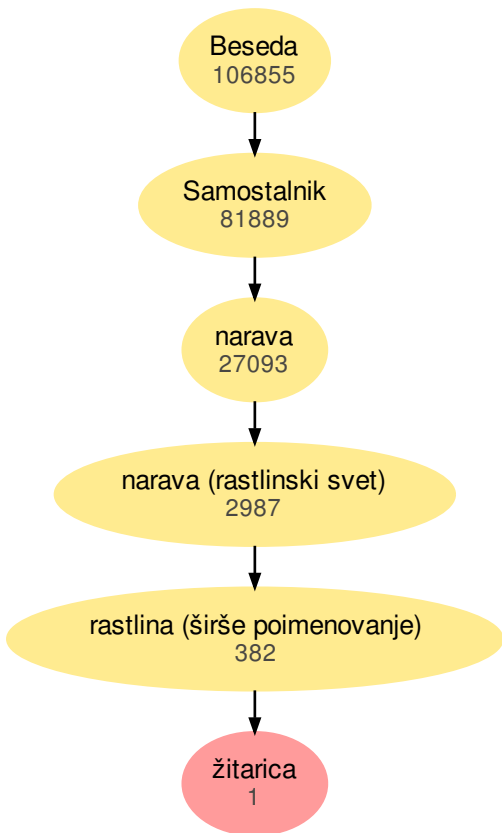 Beseda
106855
Samostalnik
81889
narava
27093
narava (rastlinski svet)
2987
rastlina (širše poimenovanje)
382
žitarica
1